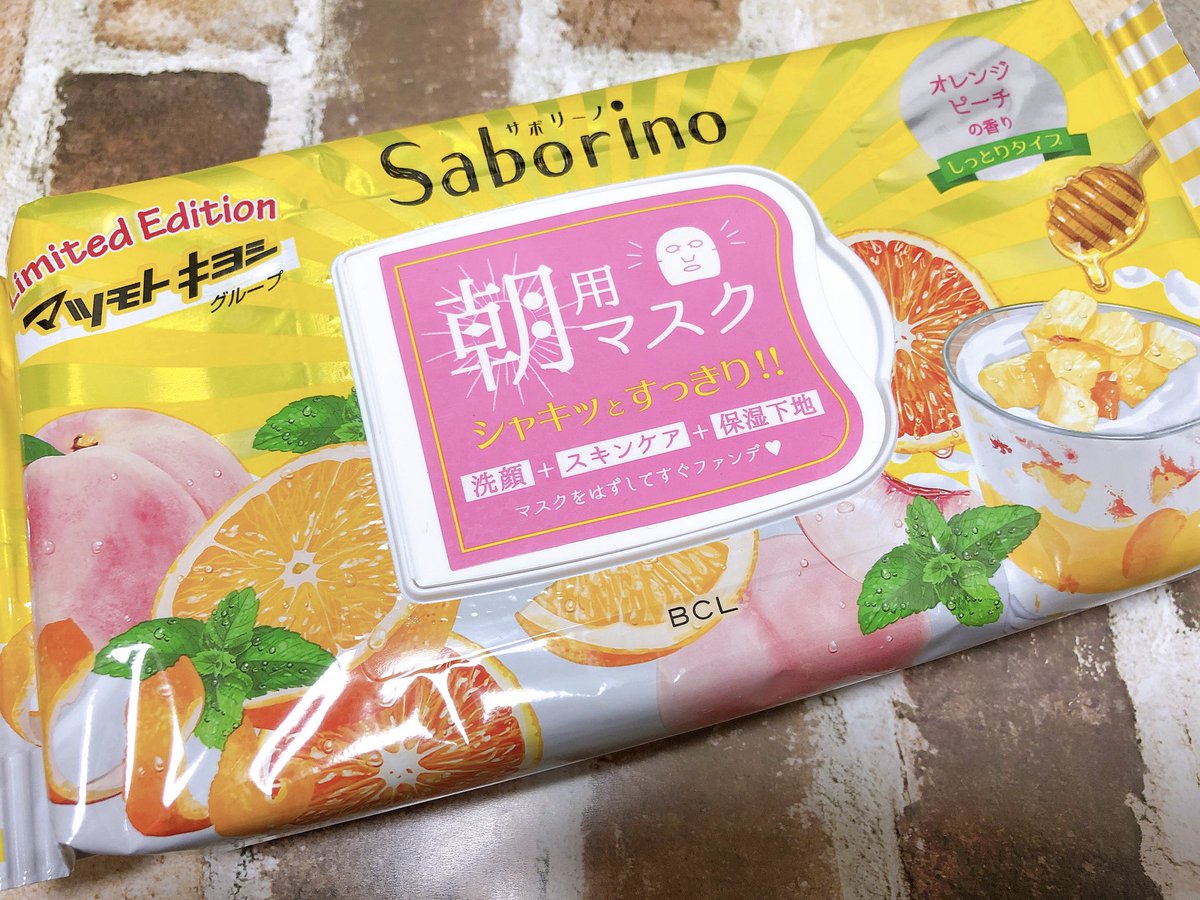 サボリーノ
Saborino
Limited Edition
マツモトキヨシ
グループ
オレンジ
ピーチ
の香り
しっとりタイプ
朝用マスク
シャキッとすっきり!!
洗顔+スキンケア+保湿下地
マスクをはずしてすぐファンデ♥
BCL